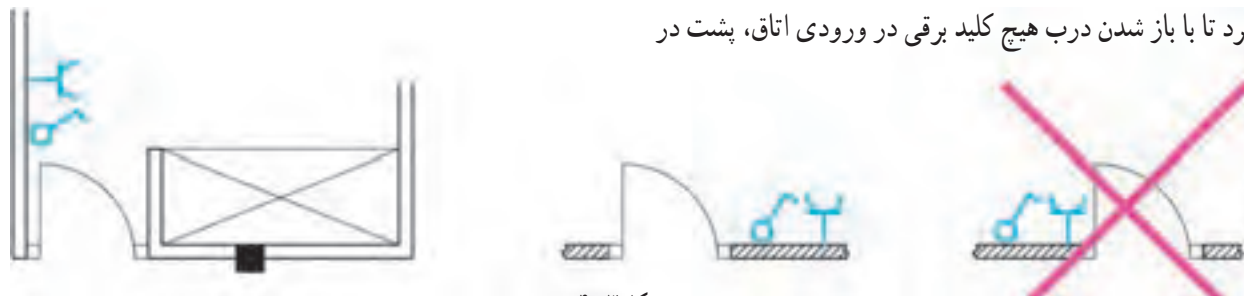 رد تا با باز شدن درب هیچ کلید برقی در ورودی اتاق، پشت در